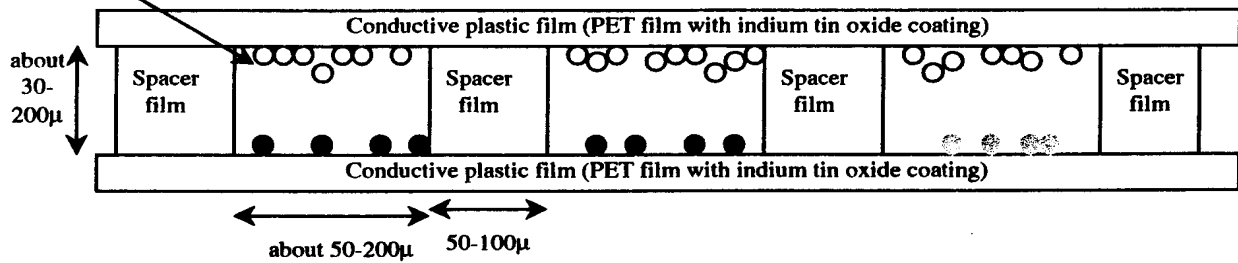 Conductive plastic film (PET film with indium tin oxide coating)
about
30-
200μ
Spacer
film
Spacer
film
Spacer
film
Spacer
film
Conductive plastic film (PET film with indium tin oxide coating)
about 50-200μ
50-100μ